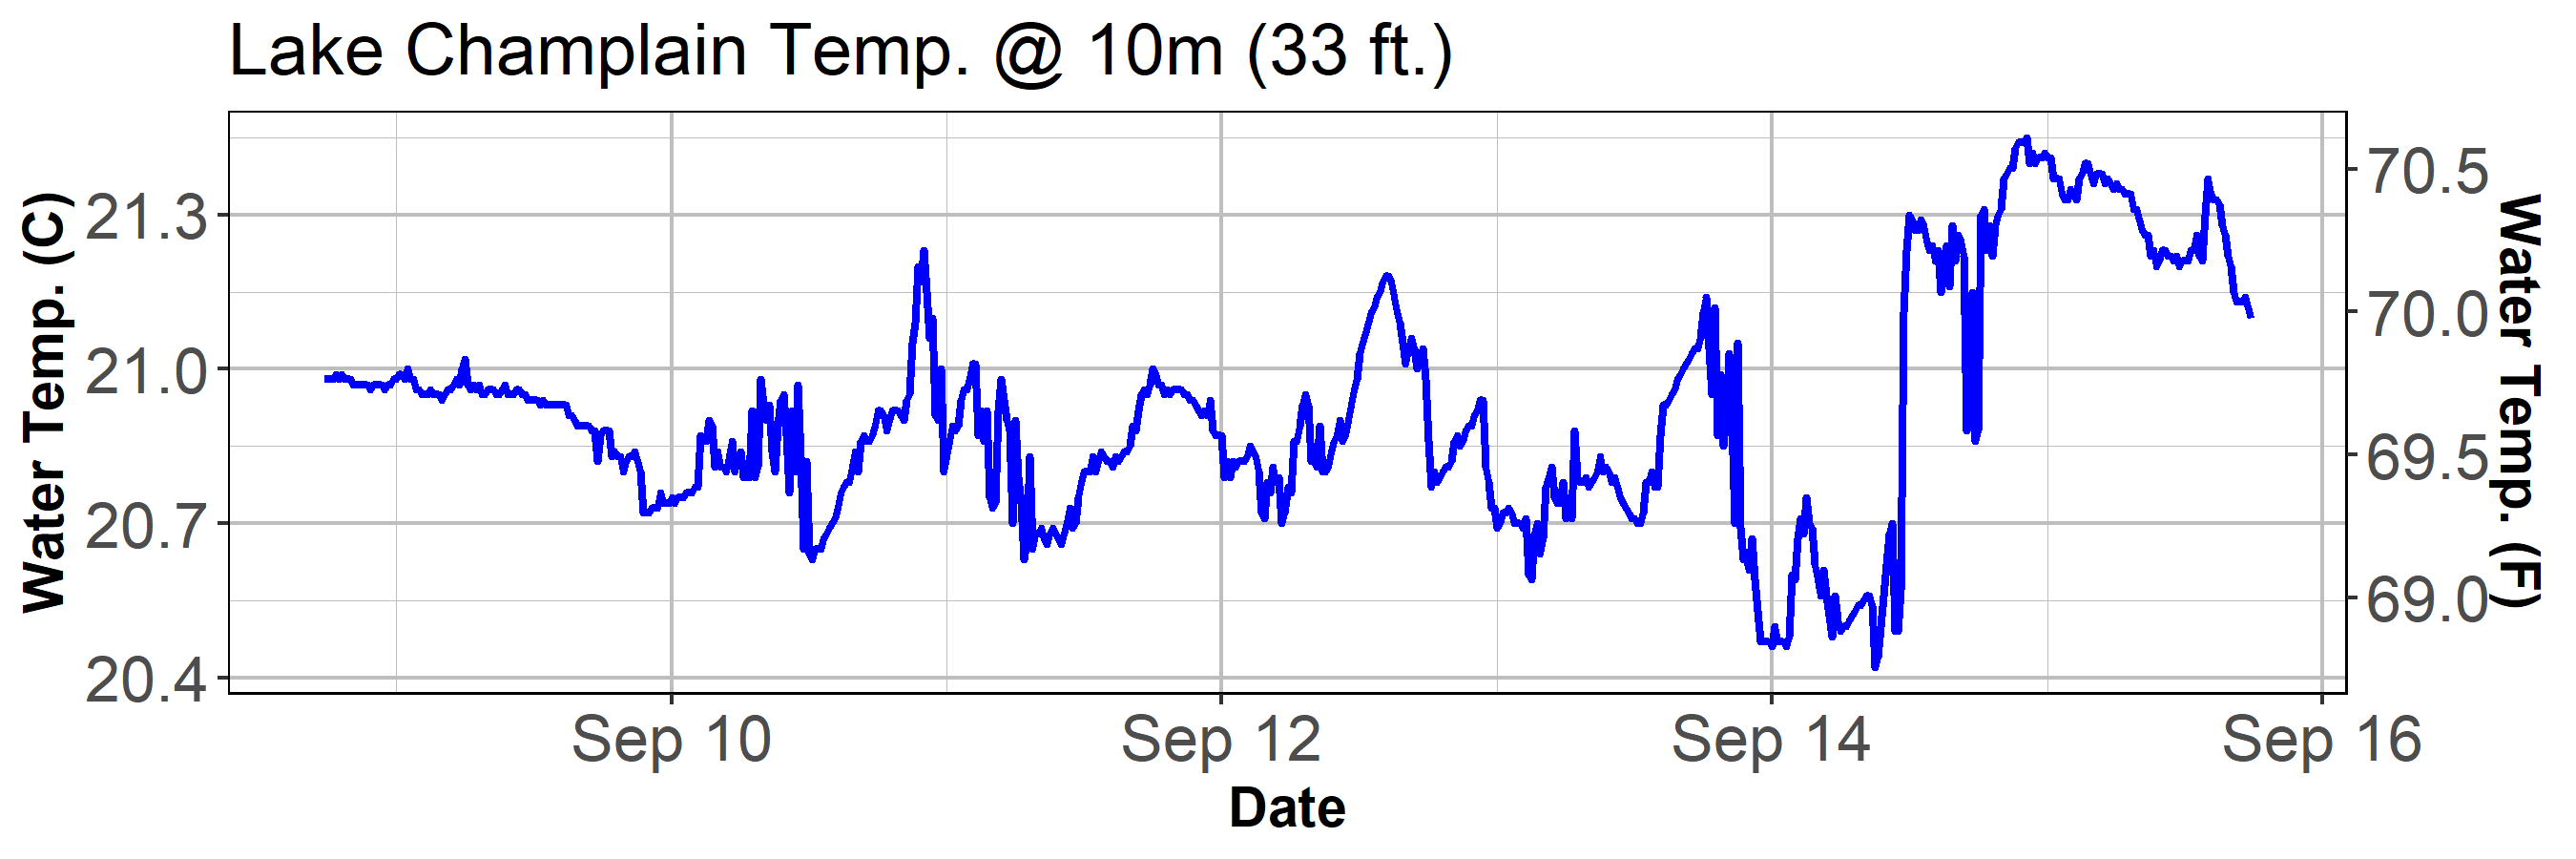 Lake Champlain Temp. @ 10m (33 ft.)
Water Temp. (C)
21.3
21.0
20.7
20.4
70.5
70.0
69.5
69.0
Water Temp. (F)
Sep 10
Sep 12
Sep 14
Sep 16
Date